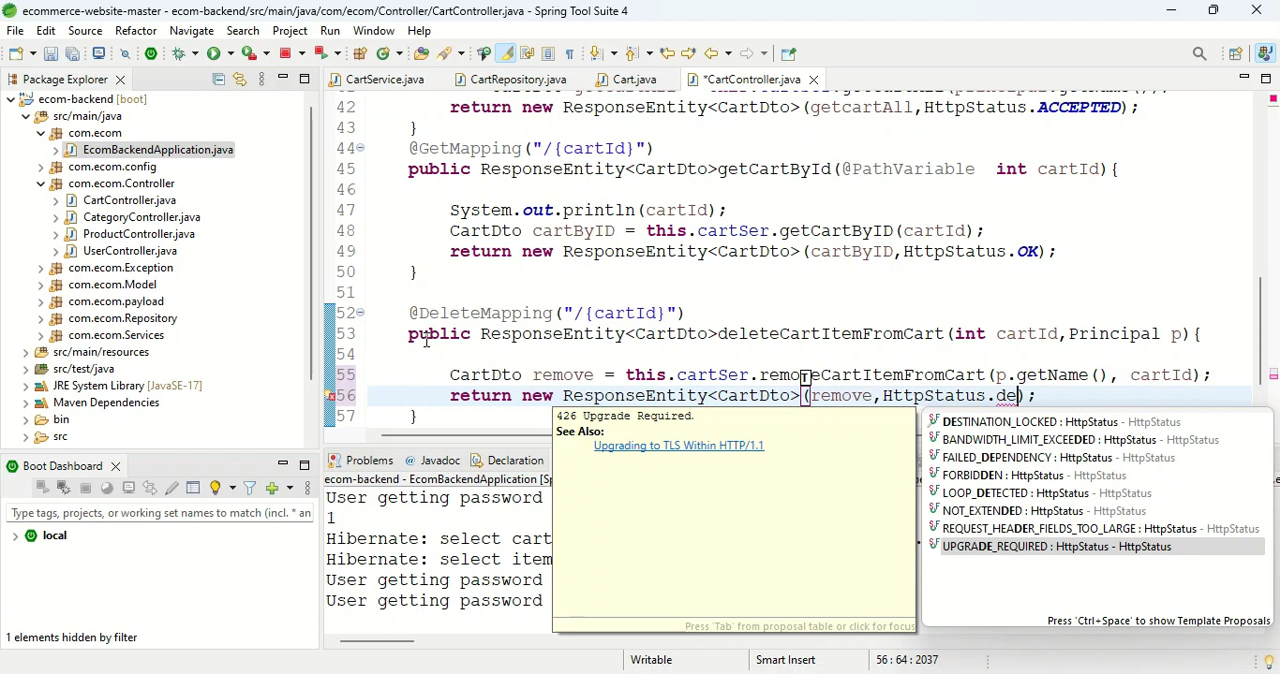 ecommerce-website-master - ecom-backend/src/main/java/com/ecom/Controller/CartController.java - Spring Tool Suite 4
File Edit Source Refactor Navigate Search Project Run Window Help
Package Explorer
CartService.java
CartRepository.java
Cart.java
*CartController.java
ecom-backend [boot]
src/main/java
com.ecom
EcomBackendApplication.java
com.ecom.config
com.ecom.Controller
CartController.java
CategoryController.java
ProductController.java
UserController.java
com.ecom.Exception
com.ecom.Model
com.ecom.payload
com.ecom.Repository
com.ecom.Services
src/main/resources
src/test/java
JRE System Library [JavaSE-17]
Maven Dependencies
bin
src
42 return new ResponseEntity<CartDto>(getcartAll,HttpStatus.ACCEPTED);
43 }
44 @GetMapping("/{cartId}")
45 public ResponseEntity<CartDto>getCartById(@PathVariable  int cartId){
46
47 System.out.println(cartId);
48 CartDto cartByID = this.cartSer.getCartByID(cartId);
49 return new ResponseEntity<CartDto>(cartByID,HttpStatus.OK);
50 }
51
52 @DeleteMapping("/{cartId}")
53 public ResponseEntity<CartDto>deleteCartItemFromCart(int cartId,Principal p){
54
55 CartDto remove = this.cartSer.removeCartItemFromCart(p.getName(), cartId);
56 return new ResponseEntity<CartDto>(remove,HttpStatus.de);
57 }
426 Upgrade Required.
See Also:
Upgrading to TLS Within HTTP/1.1
Press 'Tab' from proposal table or click for focus
DESTINATION_LOCKED : HttpStatus - HttpStatus
BANDWIDTH_LIMIT_EXCEEDED : HttpStatus - HttpStatus
FAILED_DEPENDENCY : HttpStatus - HttpStatus
FORBIDDEN : HttpStatus - HttpStatus
LOOP_DETECTED : HttpStatus - HttpStatus
NOT_EXTENDED : HttpStatus - HttpStatus
REQUEST_HEADER_FIELDS_TOO_LARGE : HttpStatus - HttpStatus
UPGRADE_REQUIRED : HttpStatus - HttpStatus
Press 'Ctrl+Space' to show Template Proposals
Boot Dashboard
Type tags, projects, or working set names to match (incl. * an
local
1 elements hidden by filter
Problems
Javadoc
Declaration
ecom-backend - EcomBackendApplication [Sp
User getting password
1
Hibernate: select cart
Hibernate: select item
User getting password
User getting password
Writable
Smart Insert
56 : 64 : 2037